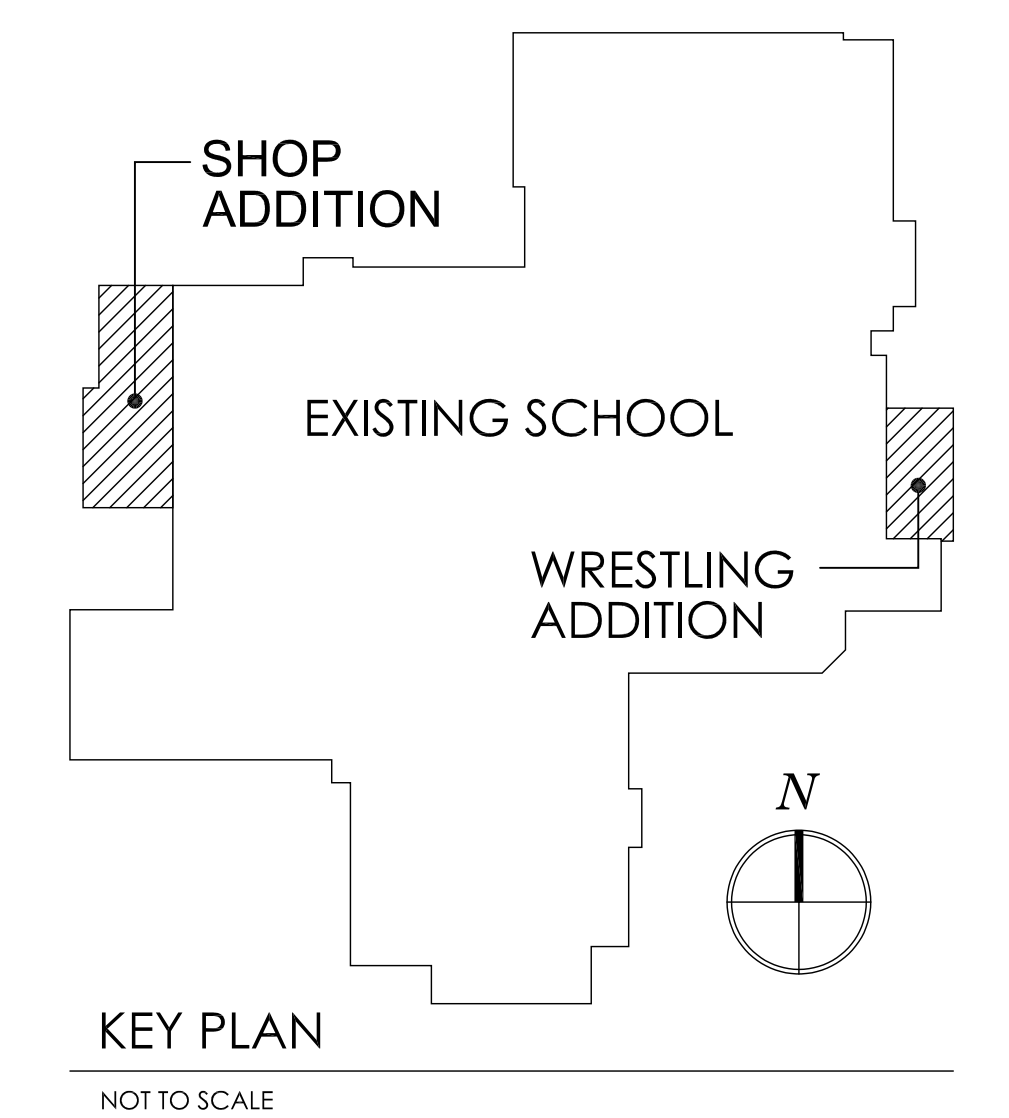 SHOP
ADDITION
EXISTING SCHOOL
WRESTLING
ADDITION
N
KEY PLAN
NOT TO SCALE